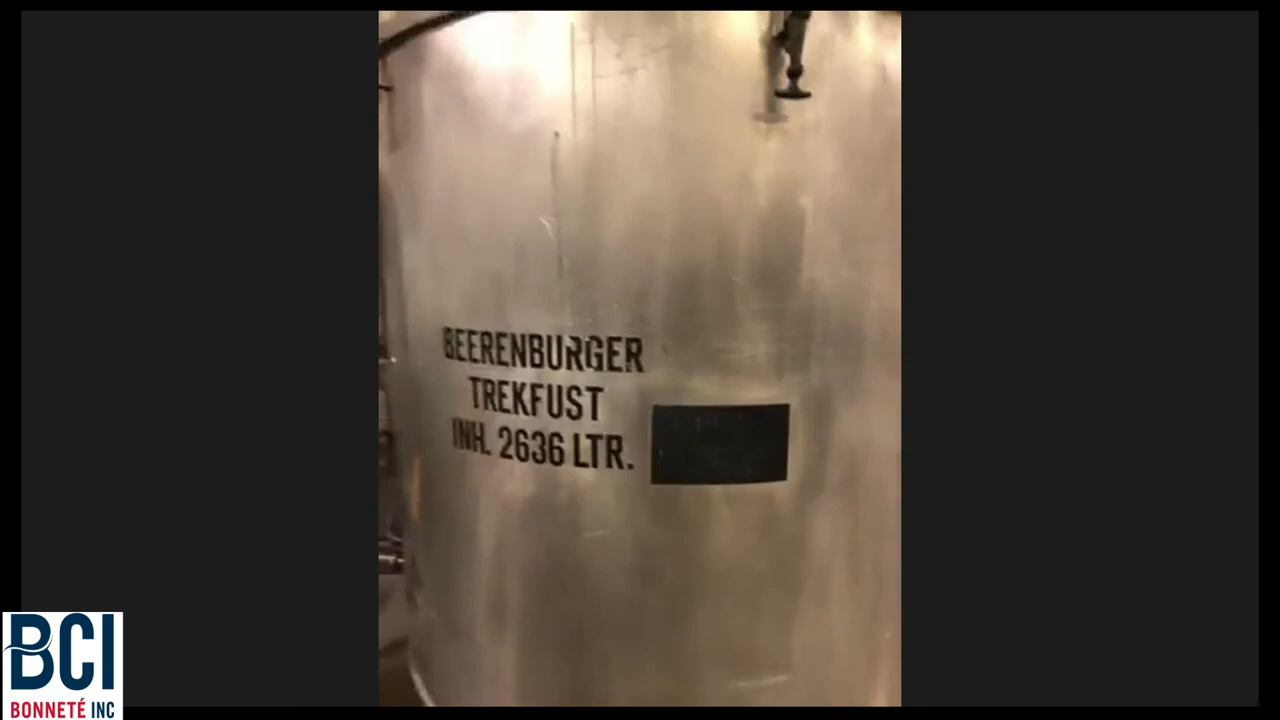 BEERENBURGER
TREKFUST
INH. 2636 LTR.
BCI
BONNETÉ INC